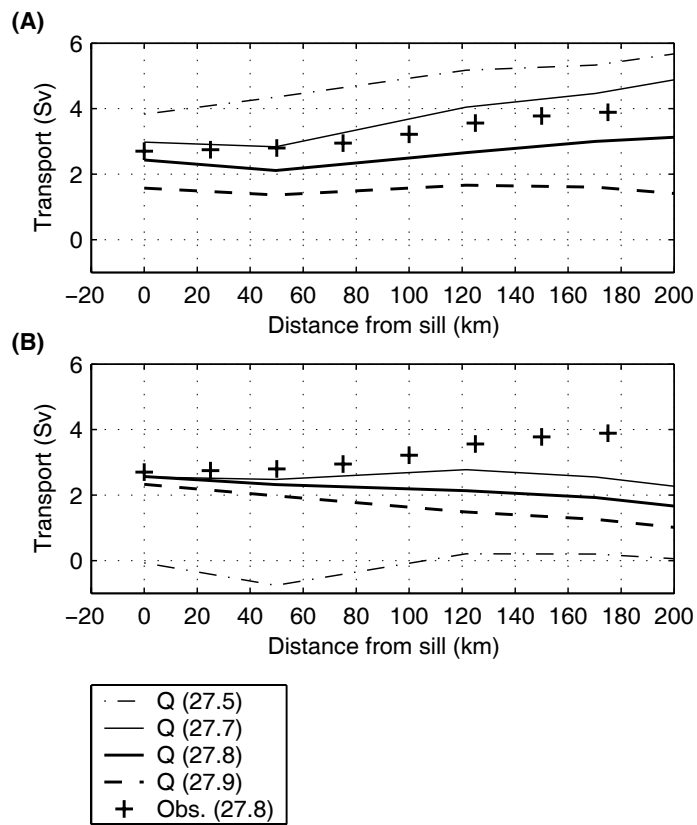 (A)
6
4
2
0
Transport (Sv)
−20 0 20 40 60 80 100 120 140 160 180 200
Distance from sill (km)
(B)
6
4
2
0
Transport (Sv)
−20 0 20 40 60 80 100 120 140 160 180 200
Distance from sill (km)
Q (27.5)
Q (27.7)
Q (27.8)
Q (27.9)
Obs. (27.8)